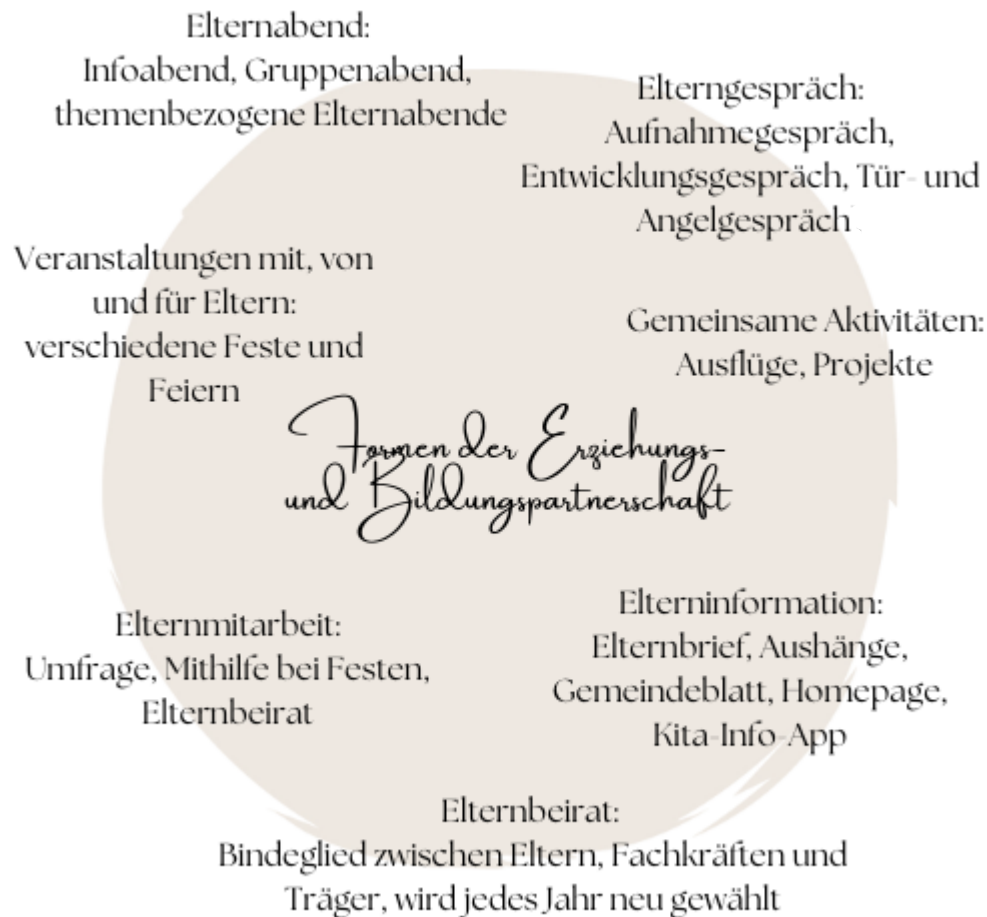 Elternabend:
Infoabend, Gruppenabend,
themenbezogene Elternabende
Elterngespräch:
Aufnahmegespräch,
Entwicklungsgespräch, Tür- und
Angelgespräch
Veranstaltungen mit, von
und für Eltern:
verschiedene Feste und
Feiern
Gemeinsame Aktivitäten:
Ausflüge, Projekte
Formen der Erziehungs-
und Bildungspartnerschaft
Elternmitarbeit:
Umfrage, Mithilfe bei Festen,
Elternbeirat
Elterninformation:
Elternbrief, Aushänge,
Gemeindeblatt, Homepage,
Kita-Info-App
Elternbeirat:
Bindeglied zwischen Eltern, Fachkräften und
Träger, wird jedes Jahr neu gewählt